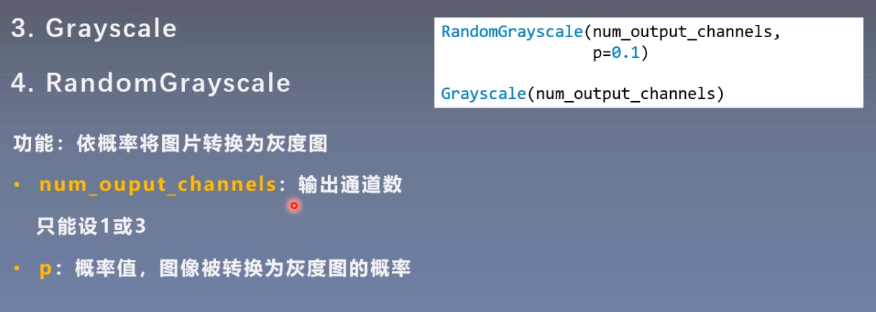 3. Grayscale
4. RandomGrayscale
功能：依概率将图片转换为灰度图
• num_ouput_channels：输出通道数
只能设1或3
• p：概率值，图像被转换为灰度图的概率
RandomGrayscale(num_output_channels,
p=0.1)
Grayscale(num_output_channels)